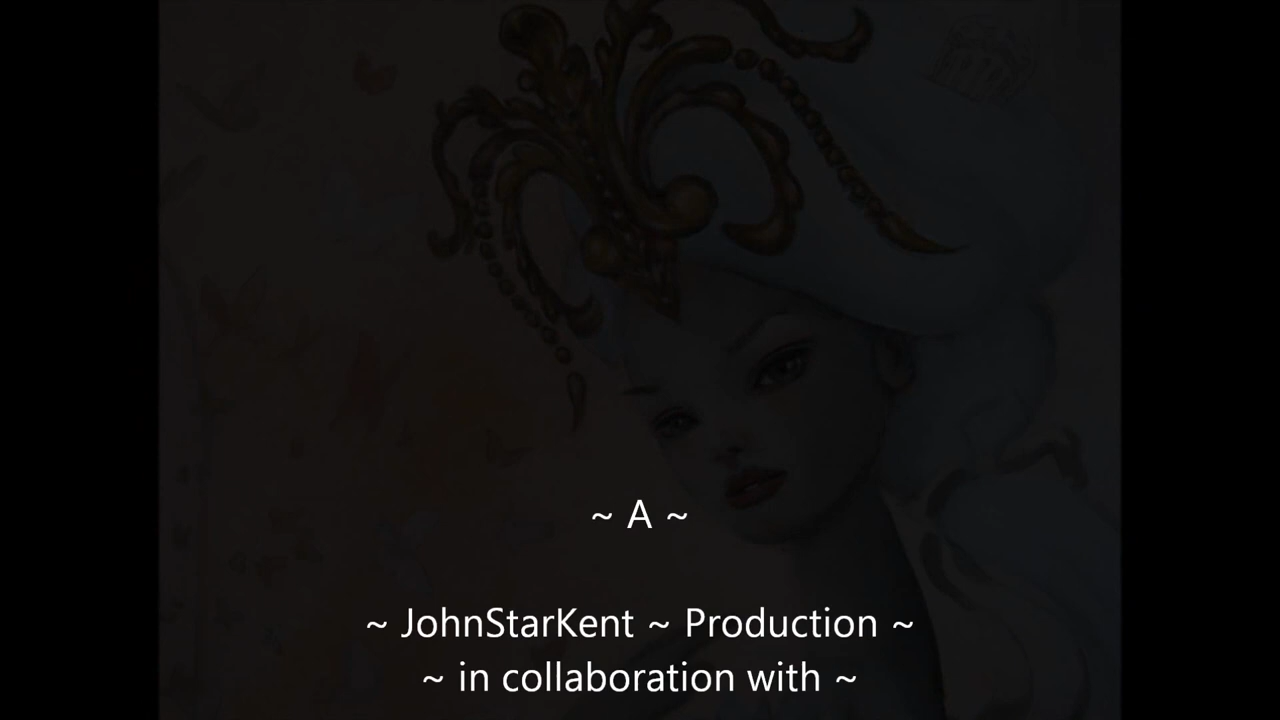 ~ A ~
~ JohnStarKent ~ Production ~
~ in collaboration with ~